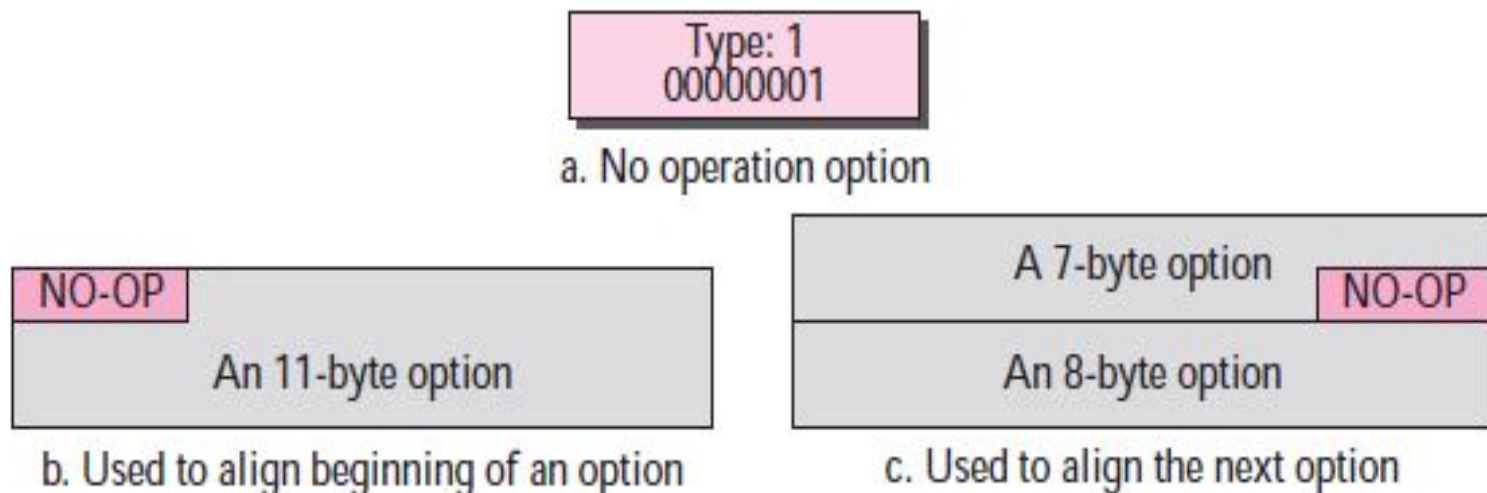 Type: 1
00000001
a. No operation option
NO-OP
An 11-byte option
b. Used to align beginning of an option
A 7-byte option
NO-OP
An 8-byte option
c. Used to align the next option